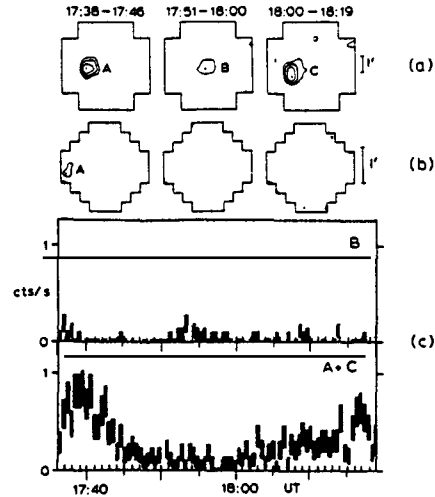 17:38-17:46 17:51-18:00 18:00-18:19
A B C 1' (a)
A 1' (b)
1 B
cts/s
0 (c)
1 A+C
0
17:40 18:00 UT